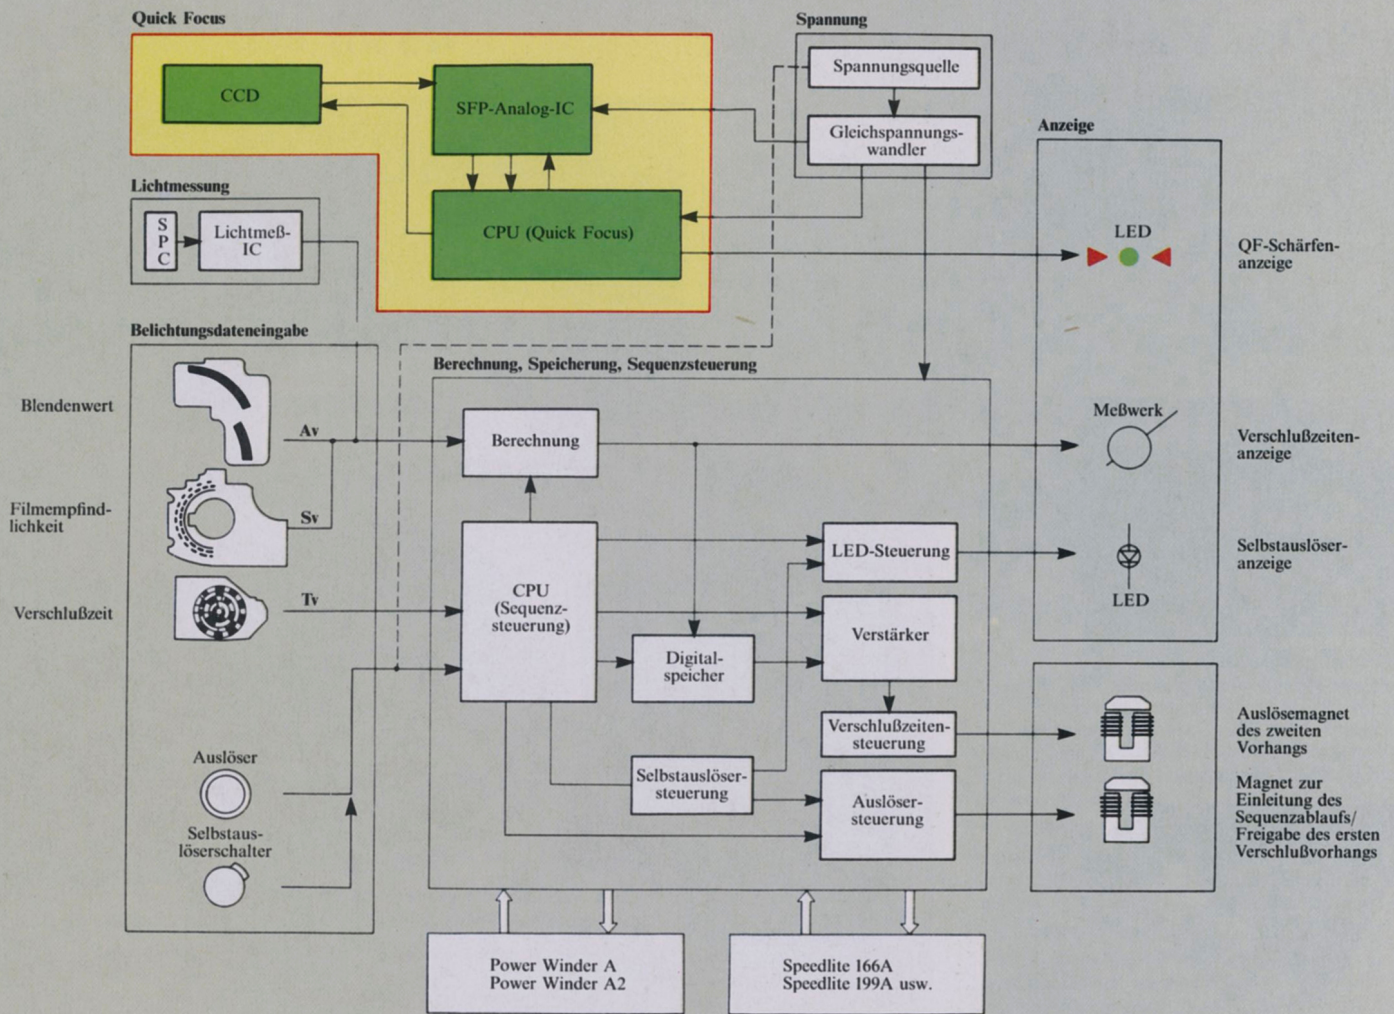 Quick Focus
Spannung
CCD
SFP-Analog-IC
CPU (Quick Focus)
Spannungsquelle
Gleichspannungs-
wandler
Anzeige
Lichtmessung
S
P
C
Lichtmeß-
IC
LED
QF-Schärfen-
anzeige
Belichtungsdateneingabe
Berechnung, Speicherung, Sequenzsteuerung
Blendenwert
Av
Berechnung
Meßwerk
Verschlußzeiten-
anzeige
Filmempfind-
lichkeit
Sv
CPU
(Sequenz-
steuerung)
LED-Steuerung
Selbstauslöser-
anzeige
LED
Verschlußzeit
Tv
Verstärker
Digital-
speicher
Verschlußzeiten-
steuerung
Auslösemagnet
des zweiten
Vorhangs
Auslöser
Selbstauslöser-
steuerung
Auslöser-
steuerung
Magnet zur
Einleitung des
Sequenzablaufs/
Freigabe des ersten
Verschlußvorhangs
Selbstaus-
löserschalter
Power Winder A
Power Winder A2
Speedlite 166A
Speedlite 199A usw.